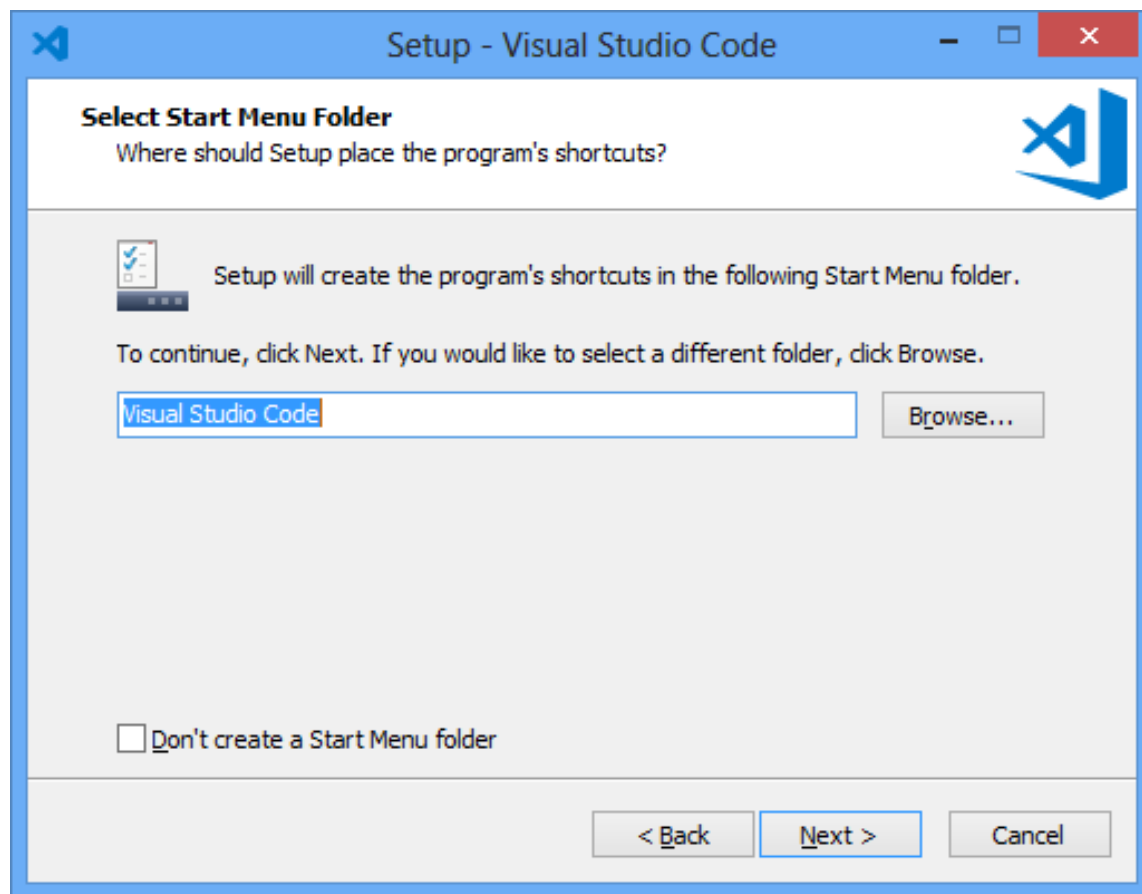 Setup - Visual Studio Code
Select Start Menu Folder
Where should Setup place the program's shortcuts?
Setup will create the program's shortcuts in the following Start Menu folder.
To continue, click Next. If you would like to select a different folder, click Browse.
Visual Studio Code
Browse...
Don't create a Start Menu folder
< Back
Next >
Cancel